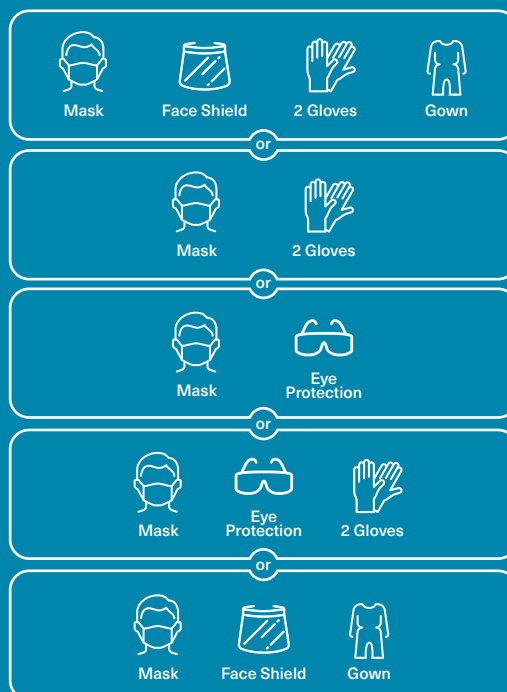 Mask Face Shield 2 Gloves Gown
or
Mask 2 Gloves
or
Mask Eye
Protection
or
Mask Eye
Protection 2 Gloves
or
Mask Face Shield Gown